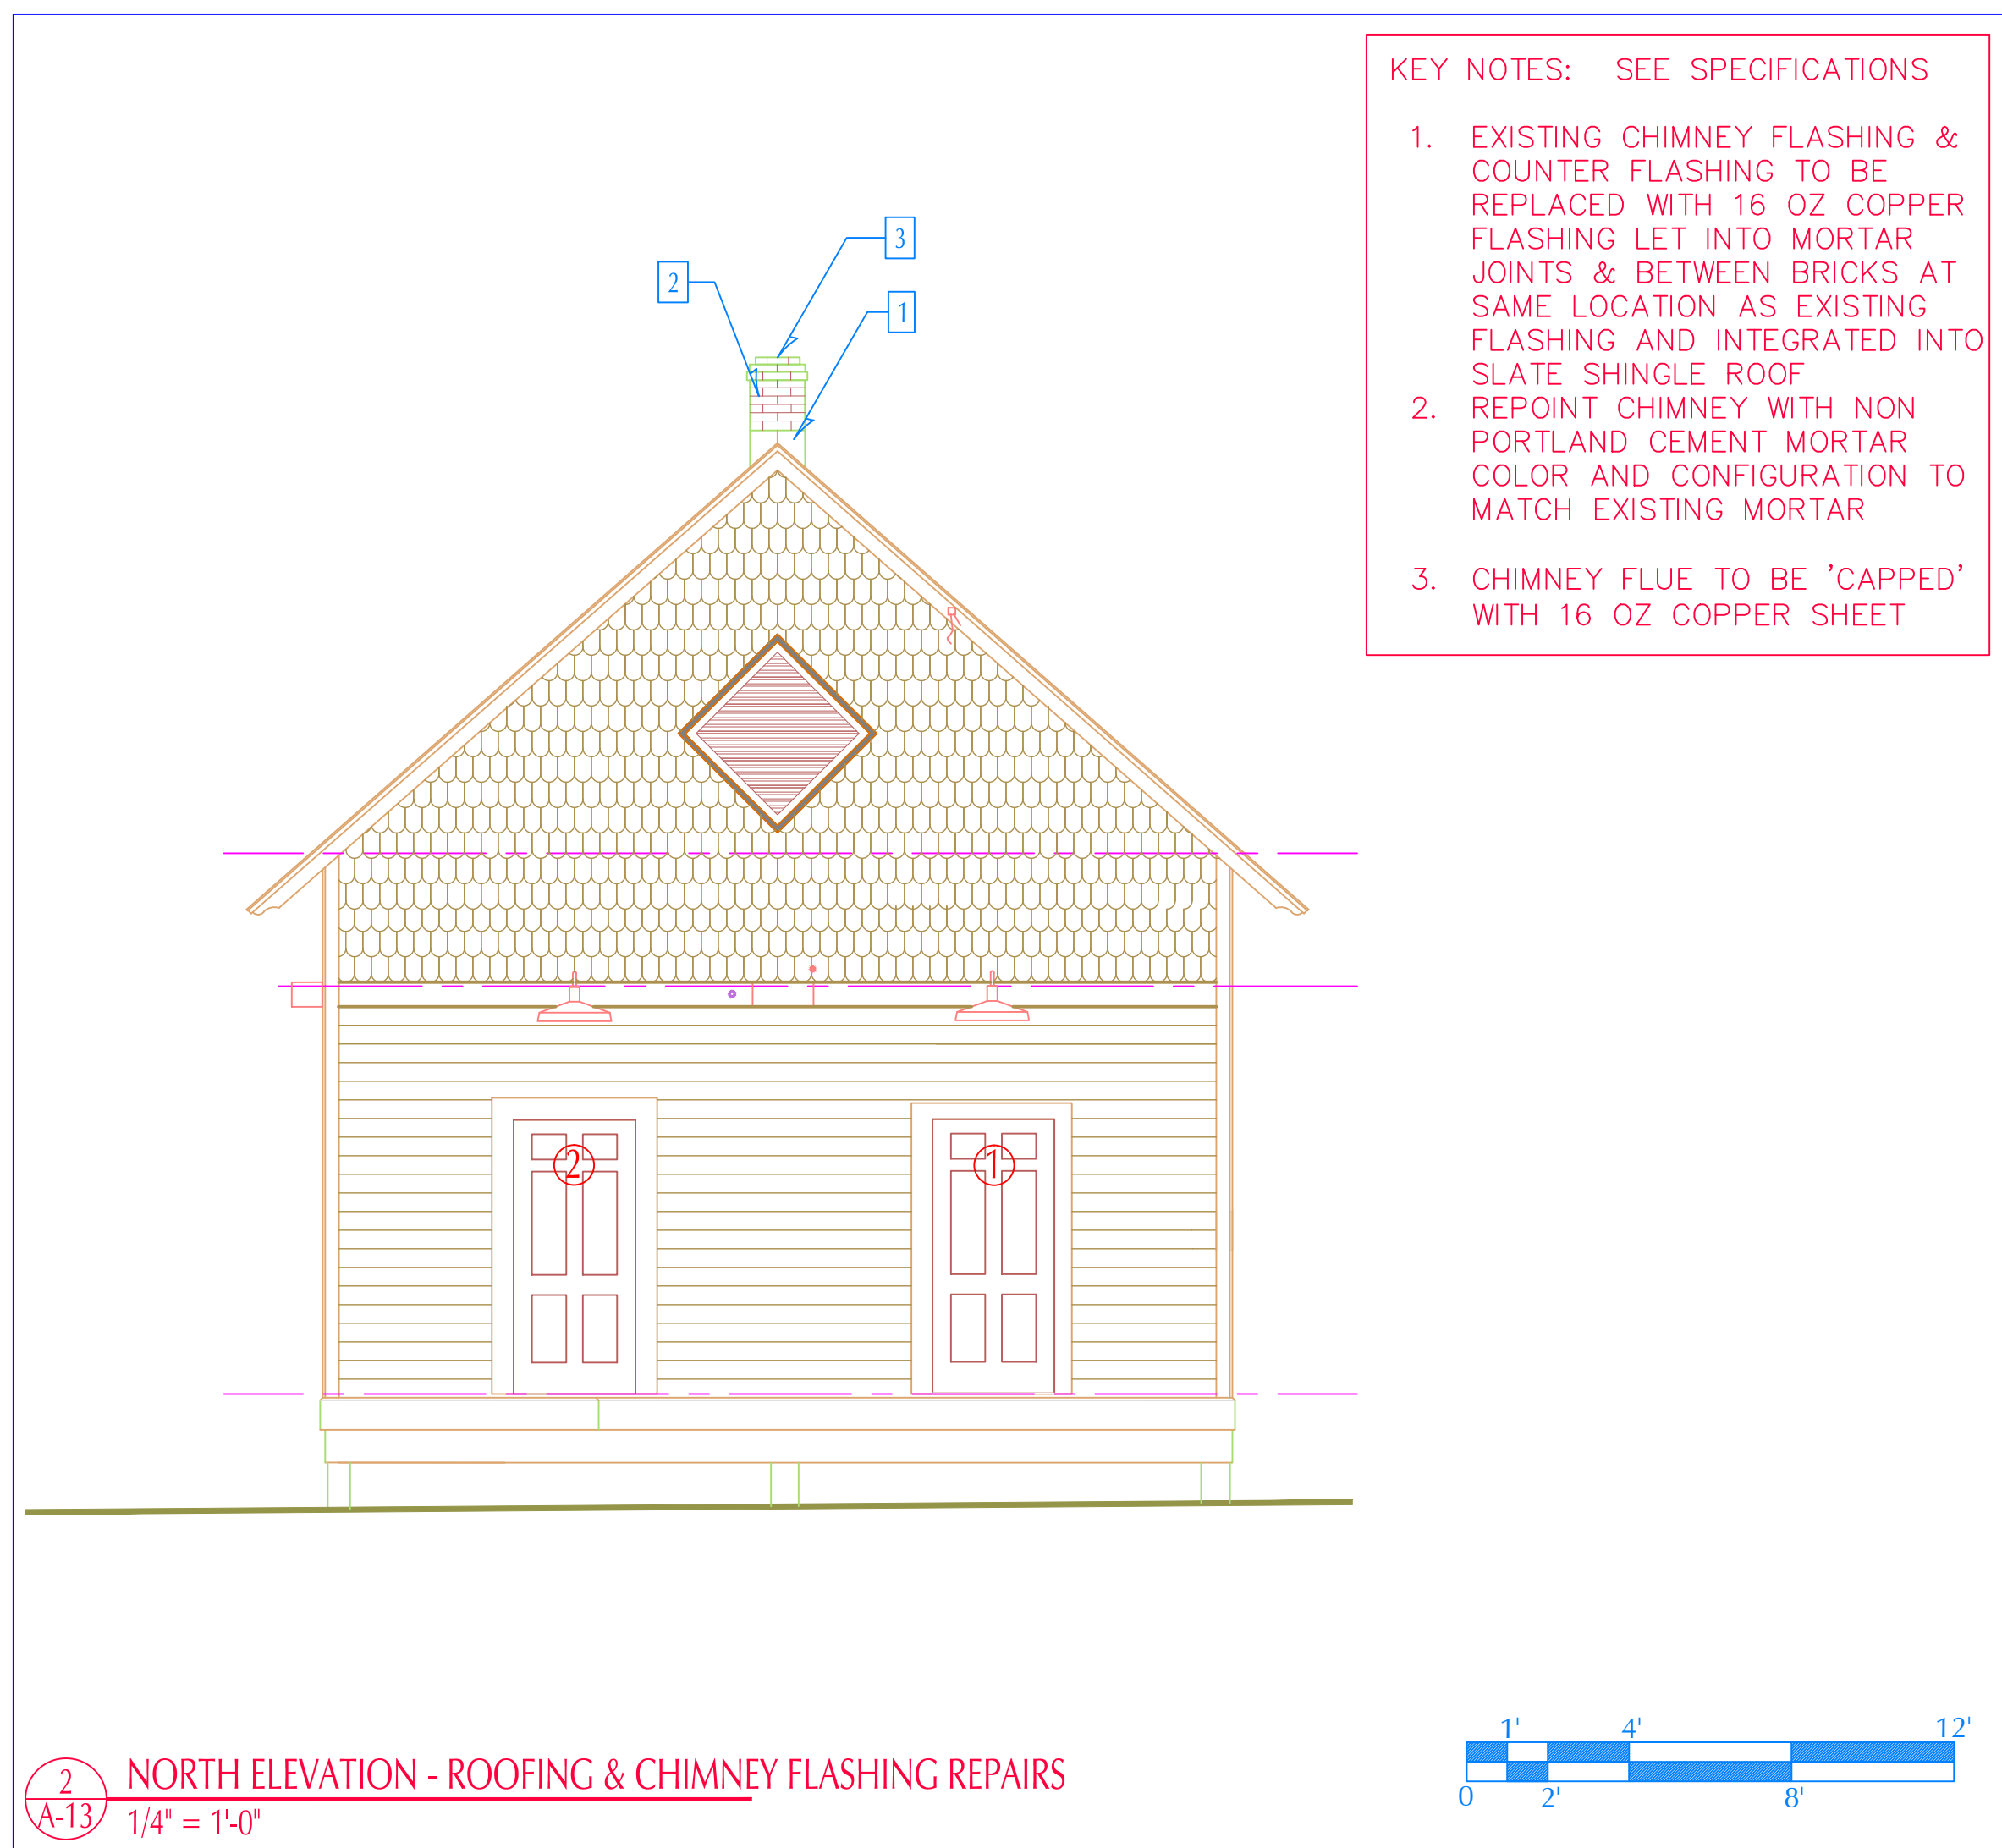 KEY NOTES: SEE SPECIFICATIONS
1. EXISTING CHIMNEY FLASHING &
COUNTER FLASHING TO BE
REPLACED WITH 16 OZ COPPER
FLASHING LET INTO MORTAR
JOINTS & BETWEEN BRICKS AT
SAME LOCATION AS EXISTING
FLASHING AND INTEGRATED INTO
SLATE SHINGLE ROOF
2. REPOINT CHIMNEY WITH NON
PORTLAND CEMENT MORTAR
COLOR AND CONFIGURATION TO
MATCH EXISTING MORTAR
3. CHIMNEY FLUE TO BE 'CAPPED'
WITH 16 OZ COPPER SHEET
3
2
1
2
1
2
A-13
NORTH ELEVATION - ROOFING & CHIMNEY FLASHING REPAIRS
1/4" = 1'-0"
1' 4' 12'
0 2' 8'